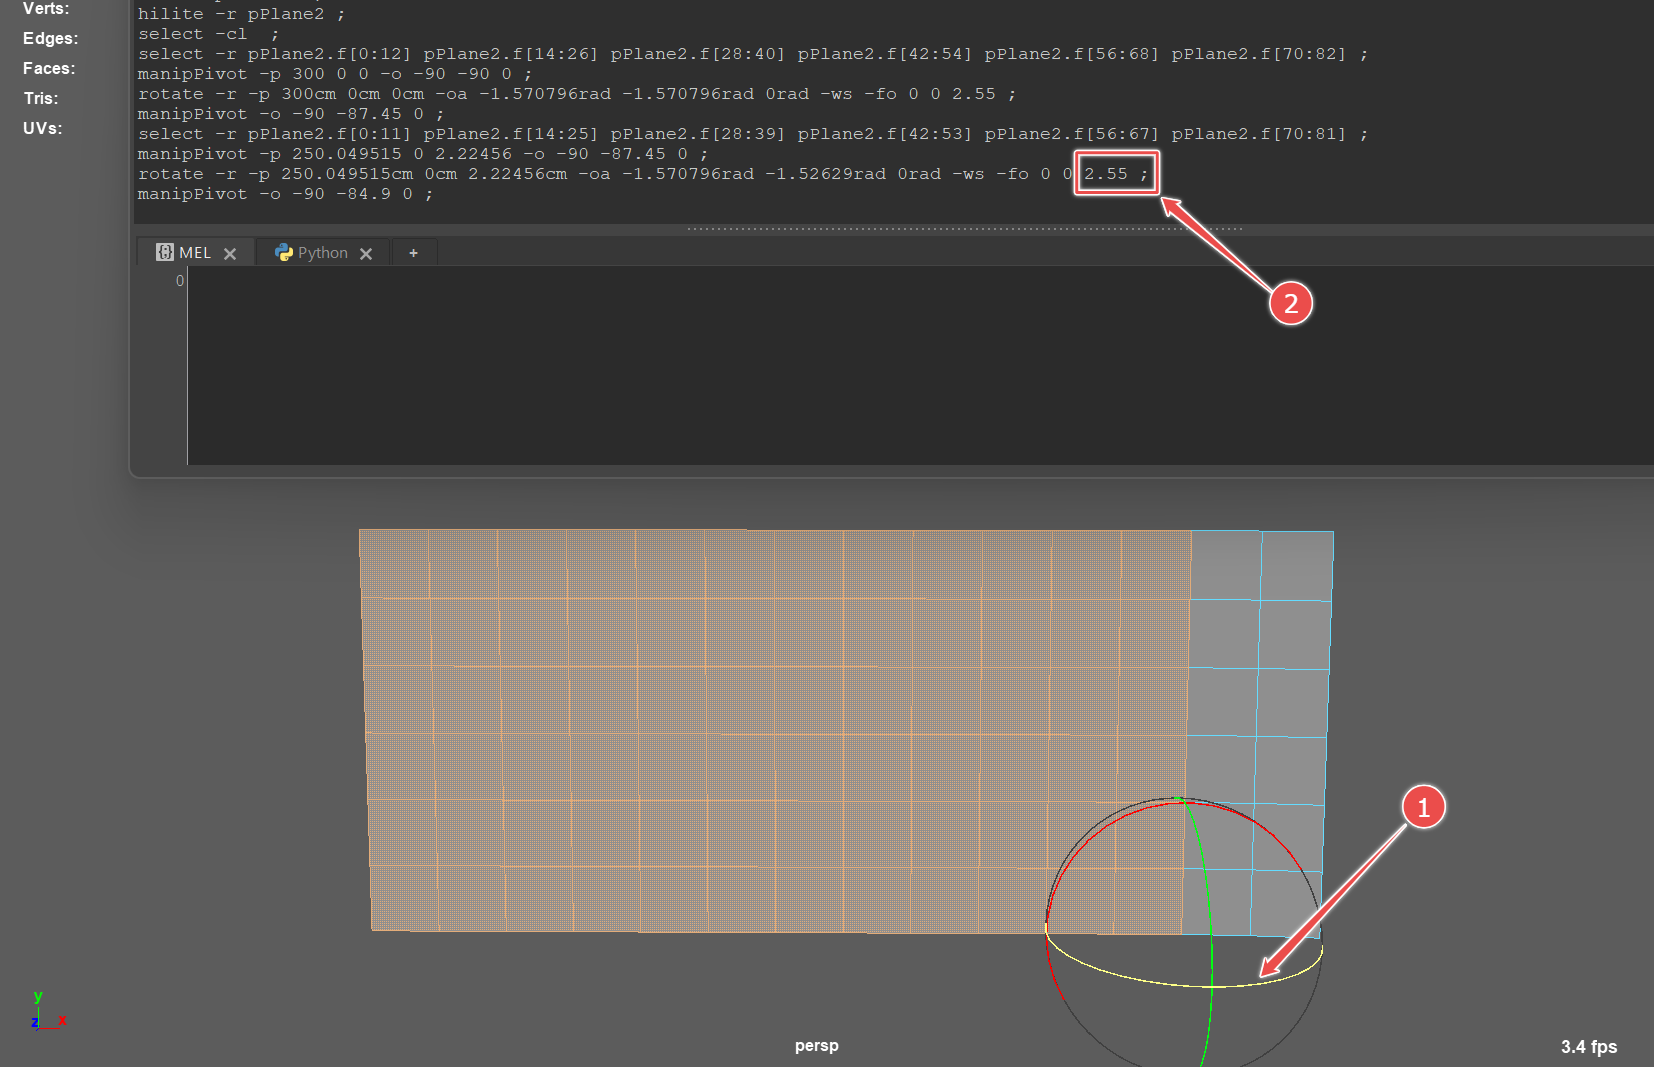 Verts:
Edges:
Faces:
Tris:
UVs:
hilite -r pPlane2 ;
select -cl  ;
select -r pPlane2.f[0:12] pPlane2.f[14:26] pPlane2.f[28:40] pPlane2.f[42:54] pPlane2.f[56:68] pPlane2.f[70:82] ;
manipPivot -p 300 0 0 -o -90 -90 0 ;
rotate -r -p 300cm 0cm 0cm -oa -1.570796rad -1.570796rad 0rad -ws -fo 0 0 2.55 ;
manipPivot -o -90 -87.45 0 ;
select -r pPlane2.f[0:11] pPlane2.f[14:25] pPlane2.f[28:39] pPlane2.f[42:53] pPlane2.f[56:67] pPlane2.f[70:81] ;
manipPivot -p 250.049515 0 2.22456 -o -90 -87.45 0 ;
rotate -r -p 250.049515cm 0cm 2.22456cm -oa -1.570796rad -1.52629rad 0rad -ws -fo 0 0 2.55 ;
manipPivot -o -90 -84.9 0 ;
MEL Python +
0
2
1
y
z x
persp
3.4 fps